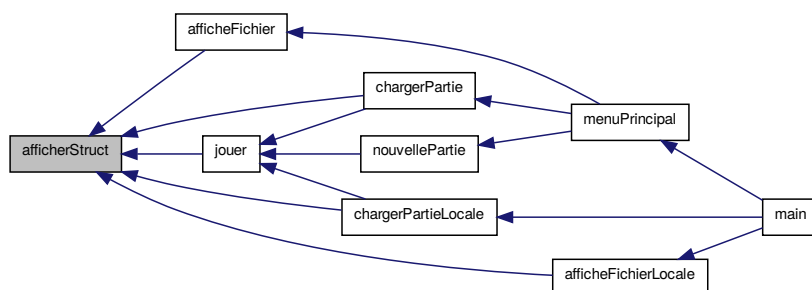 afficheFichier
chargerPartie
menuPrincipal
afficherStruct
jouer
nouvellePartie
chargerPartieLocale
main
afficheFichierLocale